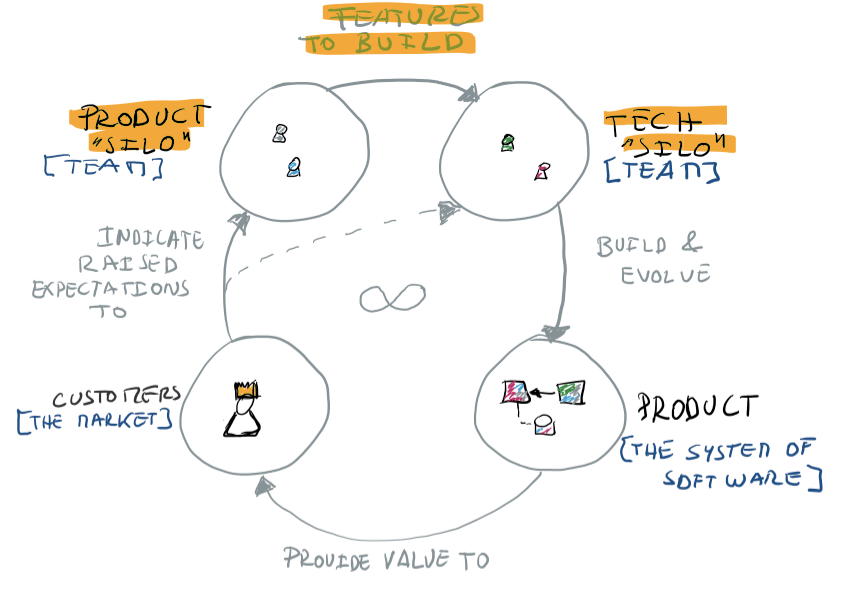 FEATURES
TO BUILD
PRODUCT
"SILO"
[TEAM]
TECH
"SILO"
[TEAM]
INDICATE
RAISED
EXPECTATIONS
TO
BUILD &
EVOLVE
CUSTOMERS
[THE MARKET]
PRODUCT
[THE SYSTEM OF
SOFTWARE]
PROVIDE VALUE TO